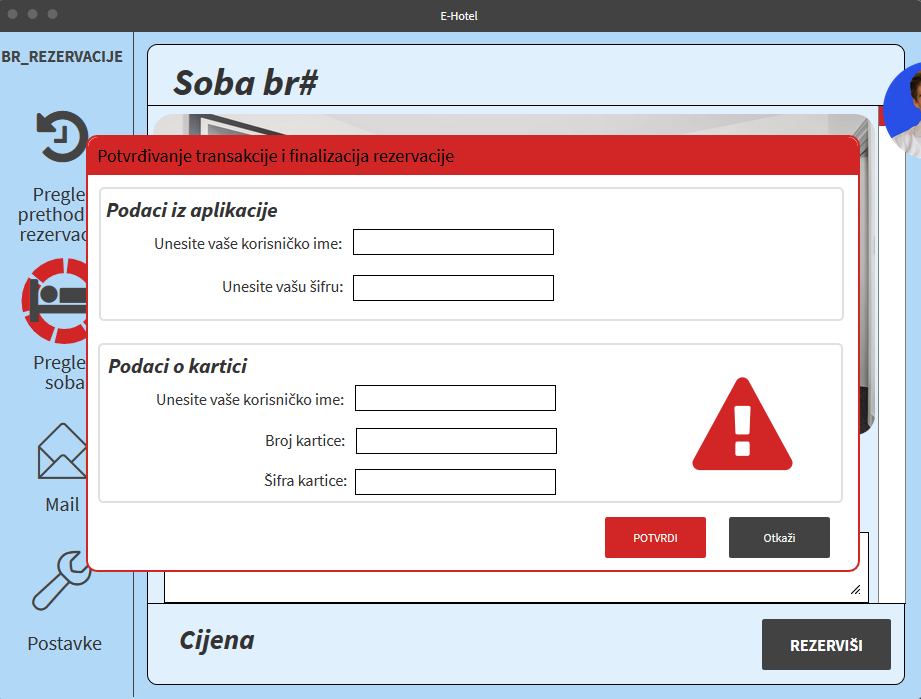 E-Hotel
BR_REZERVACIJE
Soba br#
Potvrđivanje transakcije i finalizacija rezervacije
Podaci iz aplikacije
Unesite vaše korisničko ime:
Unesite vašu šifru:
Podaci o kartici
Unesite vaše korisničko ime:
Broj kartice:
Šifra kartice:
POTVRDI
Otkaži
Pregle
prethod
rezervac
Pregle
soba
Mail
Postavke
Cijena
REZERVIŠI